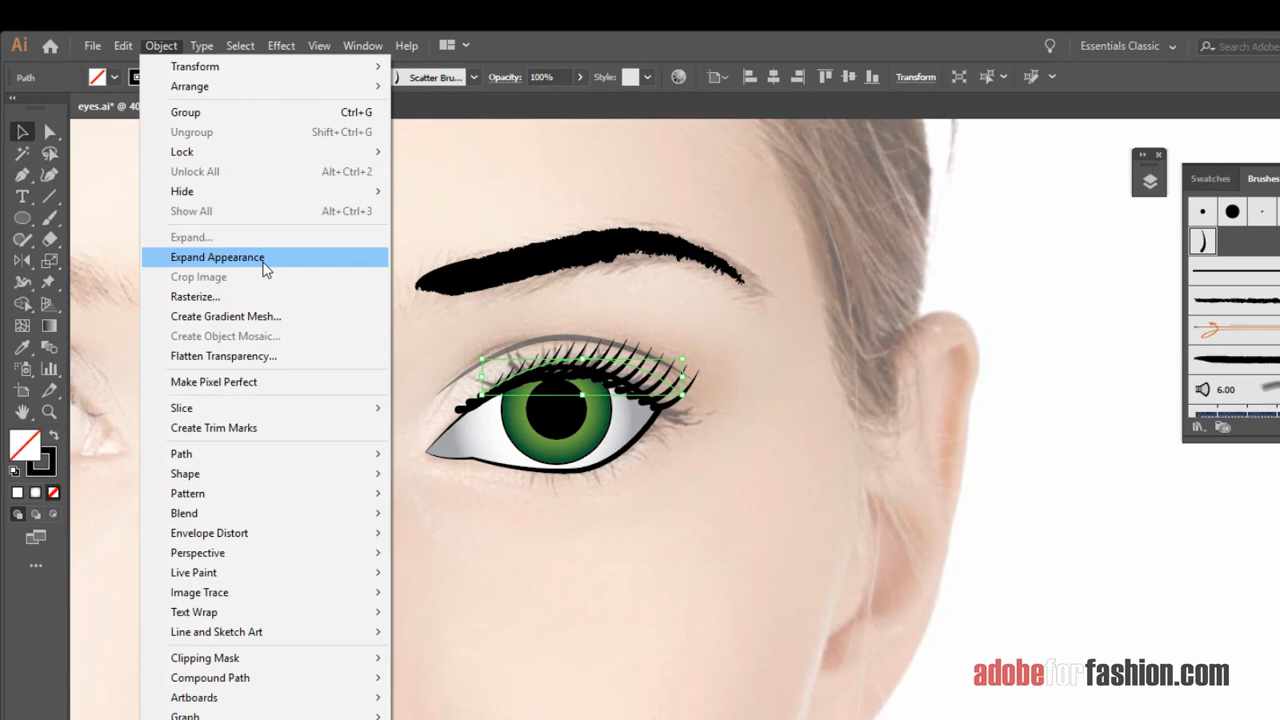 Ai File Edit Object Type Select Effect View Window Help Essentials Classic Search Adobe
Path Scatter Bru... Opacity: 100% Style: Transform
eyes.ai* @ 40
Transform
Arrange
Group Ctrl+G
Ungroup Shift+Ctrl+G
Lock
Unlock All Alt+Ctrl+2
Hide
Show All Alt+Ctrl+3
Expand...
Expand Appearance
Crop Image
Rasterize...
Create Gradient Mesh...
Create Object Mosaic...
Flatten Transparency...
Make Pixel Perfect
Slice
Create Trim Marks
Path
Shape
Pattern
Blend
Envelope Distort
Perspective
Live Paint
Image Trace
Text Wrap
Line and Sketch Art
Clipping Mask
Compound Path
Artboards
Graph
Swatches Brushes
6.00
adobeforfashion.com